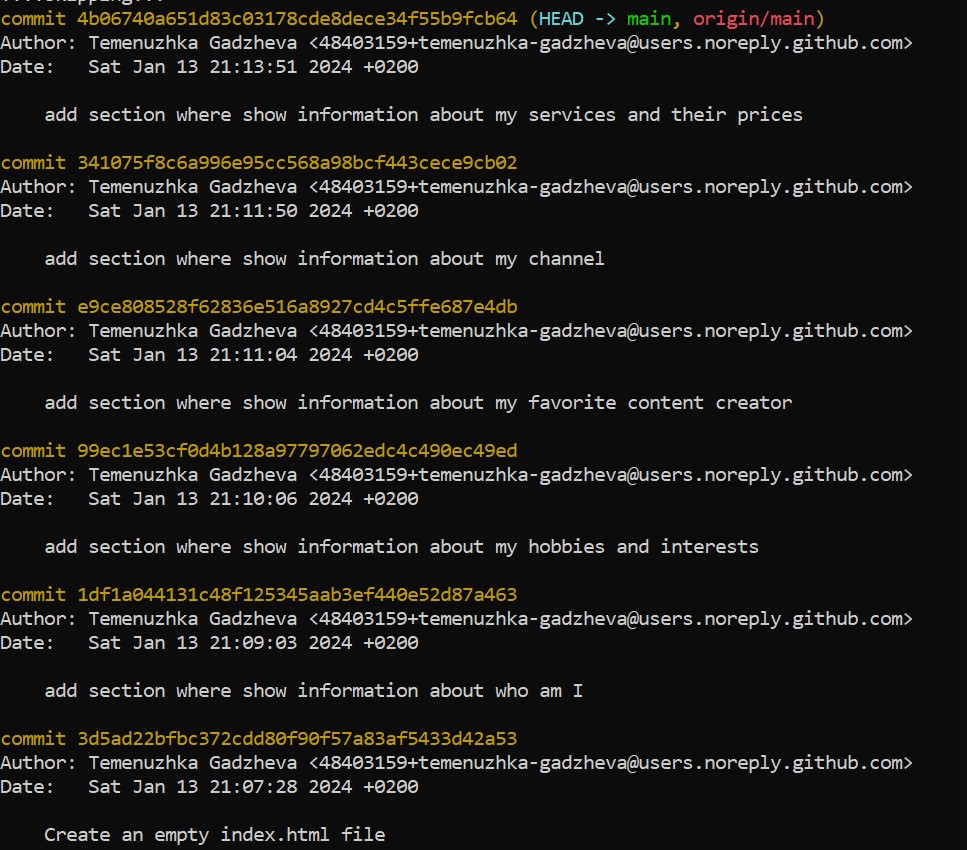 commit 4b06740a651d83c03178cde8dece34f55b9fcb64 (HEAD -> main, origin/main)
Author: Temenuzhka Gadzheva <48403159+temenuzhka-gadzheva@users.noreply.github.com>
Date:   Sat Jan 13 21:13:51 2024 +0200
add section where show information about my services and their prices
commit 341075f8c6a996e95cc568a98bcf443cece9cb02
Author: Temenuzhka Gadzheva <48403159+temenuzhka-gadzheva@users.noreply.github.com>
Date:   Sat Jan 13 21:11:50 2024 +0200
add section where show information about my channel
commit e9ce808528f62836e516a8927cd4c5ffe687e4db
Author: Temenuzhka Gadzheva <48403159+temenuzhka-gadzheva@users.noreply.github.com>
Date:   Sat Jan 13 21:11:04 2024 +0200
add section where show information about my favorite content creator
commit 99ec1e53cf0d4b128a97797062edc4c490ec49ed
Author: Temenuzhka Gadzheva <48403159+temenuzhka-gadzheva@users.noreply.github.com>
Date:   Sat Jan 13 21:10:06 2024 +0200
add section where show information about my hobbies and interests
commit 1df1a044131c48f125345aab3ef440e52d87a463
Author: Temenuzhka Gadzheva <48403159+temenuzhka-gadzheva@users.noreply.github.com>
Date:   Sat Jan 13 21:09:03 2024 +0200
add section where show information about who am I
commit 3d5ad22bfbc372cdd80f90f57a83af5433d42a53
Author: Temenuzhka Gadzheva <48403159+temenuzhka-gadzheva@users.noreply.github.com>
Date:   Sat Jan 13 21:07:28 2024 +0200
Create an empty index.html file